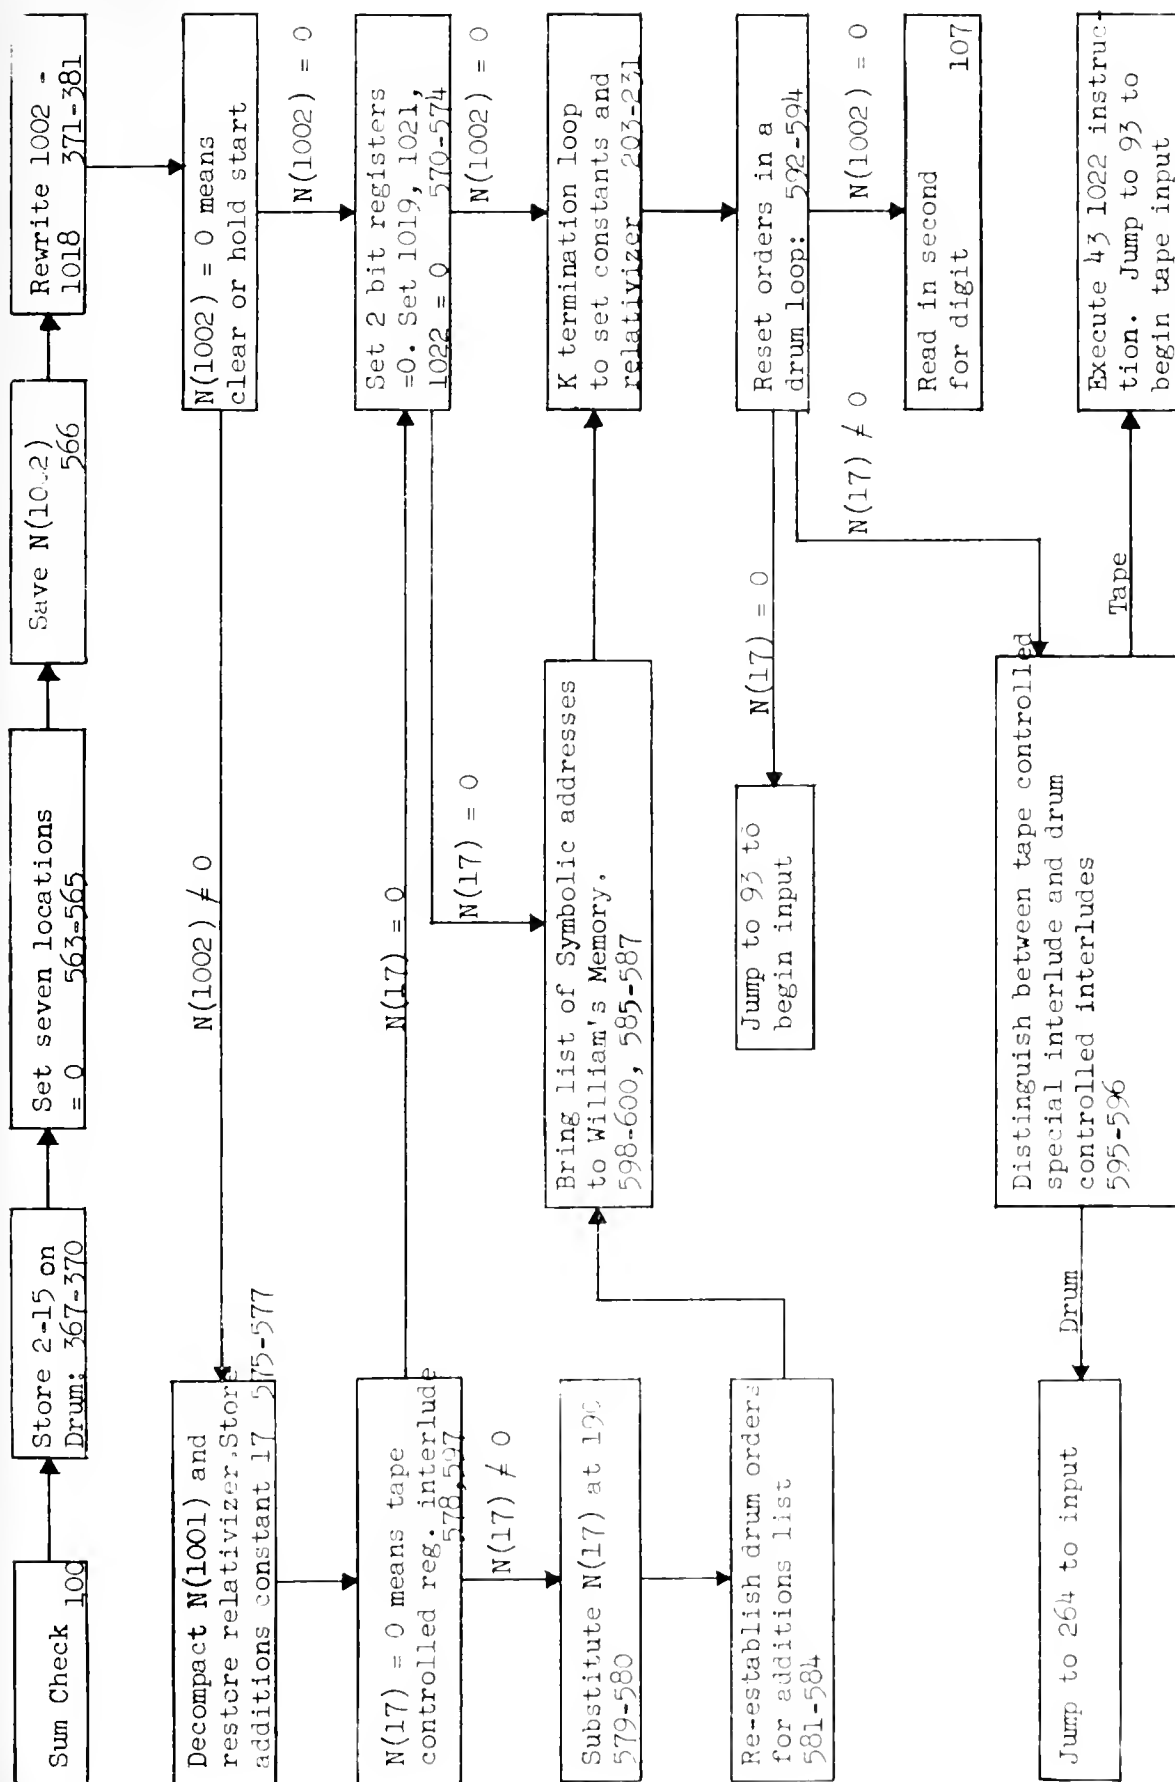 Sum Check
100
Store 2-15 on
Drum: 367-370
Set seven locations
= 0 563-565
Save N(1002)
566
Rewrite 1002 -
1018 371-381
Decompact N(1001) and
restore relativizer.Store
additions constant 17 575-577
N(1002) ≠ 0
N(1002) = 0 means
clear or hold start
N(1002) = 0
N(17) = 0 means tape
controlled reg. interlude
578,597
N(17) = 0
Set 2 bit registers
=0. Set 1019, 1021,
1022 = 0 570-574
N(17) ≠ 0
N(17) = 0
N(1002) = 0
Substitute N(17) at 190
579-580
Bring list of Symbolic addresses
to William's Memory.
598-600, 585-587
K termination loop
to set constants and
relativizer 203-231
Re-establish drum orders
for additions list
581-584
Jump to 93 to
begin input
N(17) = 0
Reset orders in a
drum loop: 592-594
N(17) ≠ 0
N(1002) = 0
Read in second
for digit 107
Jump to 264 to input
Drum
Distinguish between tape controlled
special interlude and drum
controlled interludes
595-596
Tape
Execute 43 1022 instruc-
tion. Jump to 93 to
begin tape input